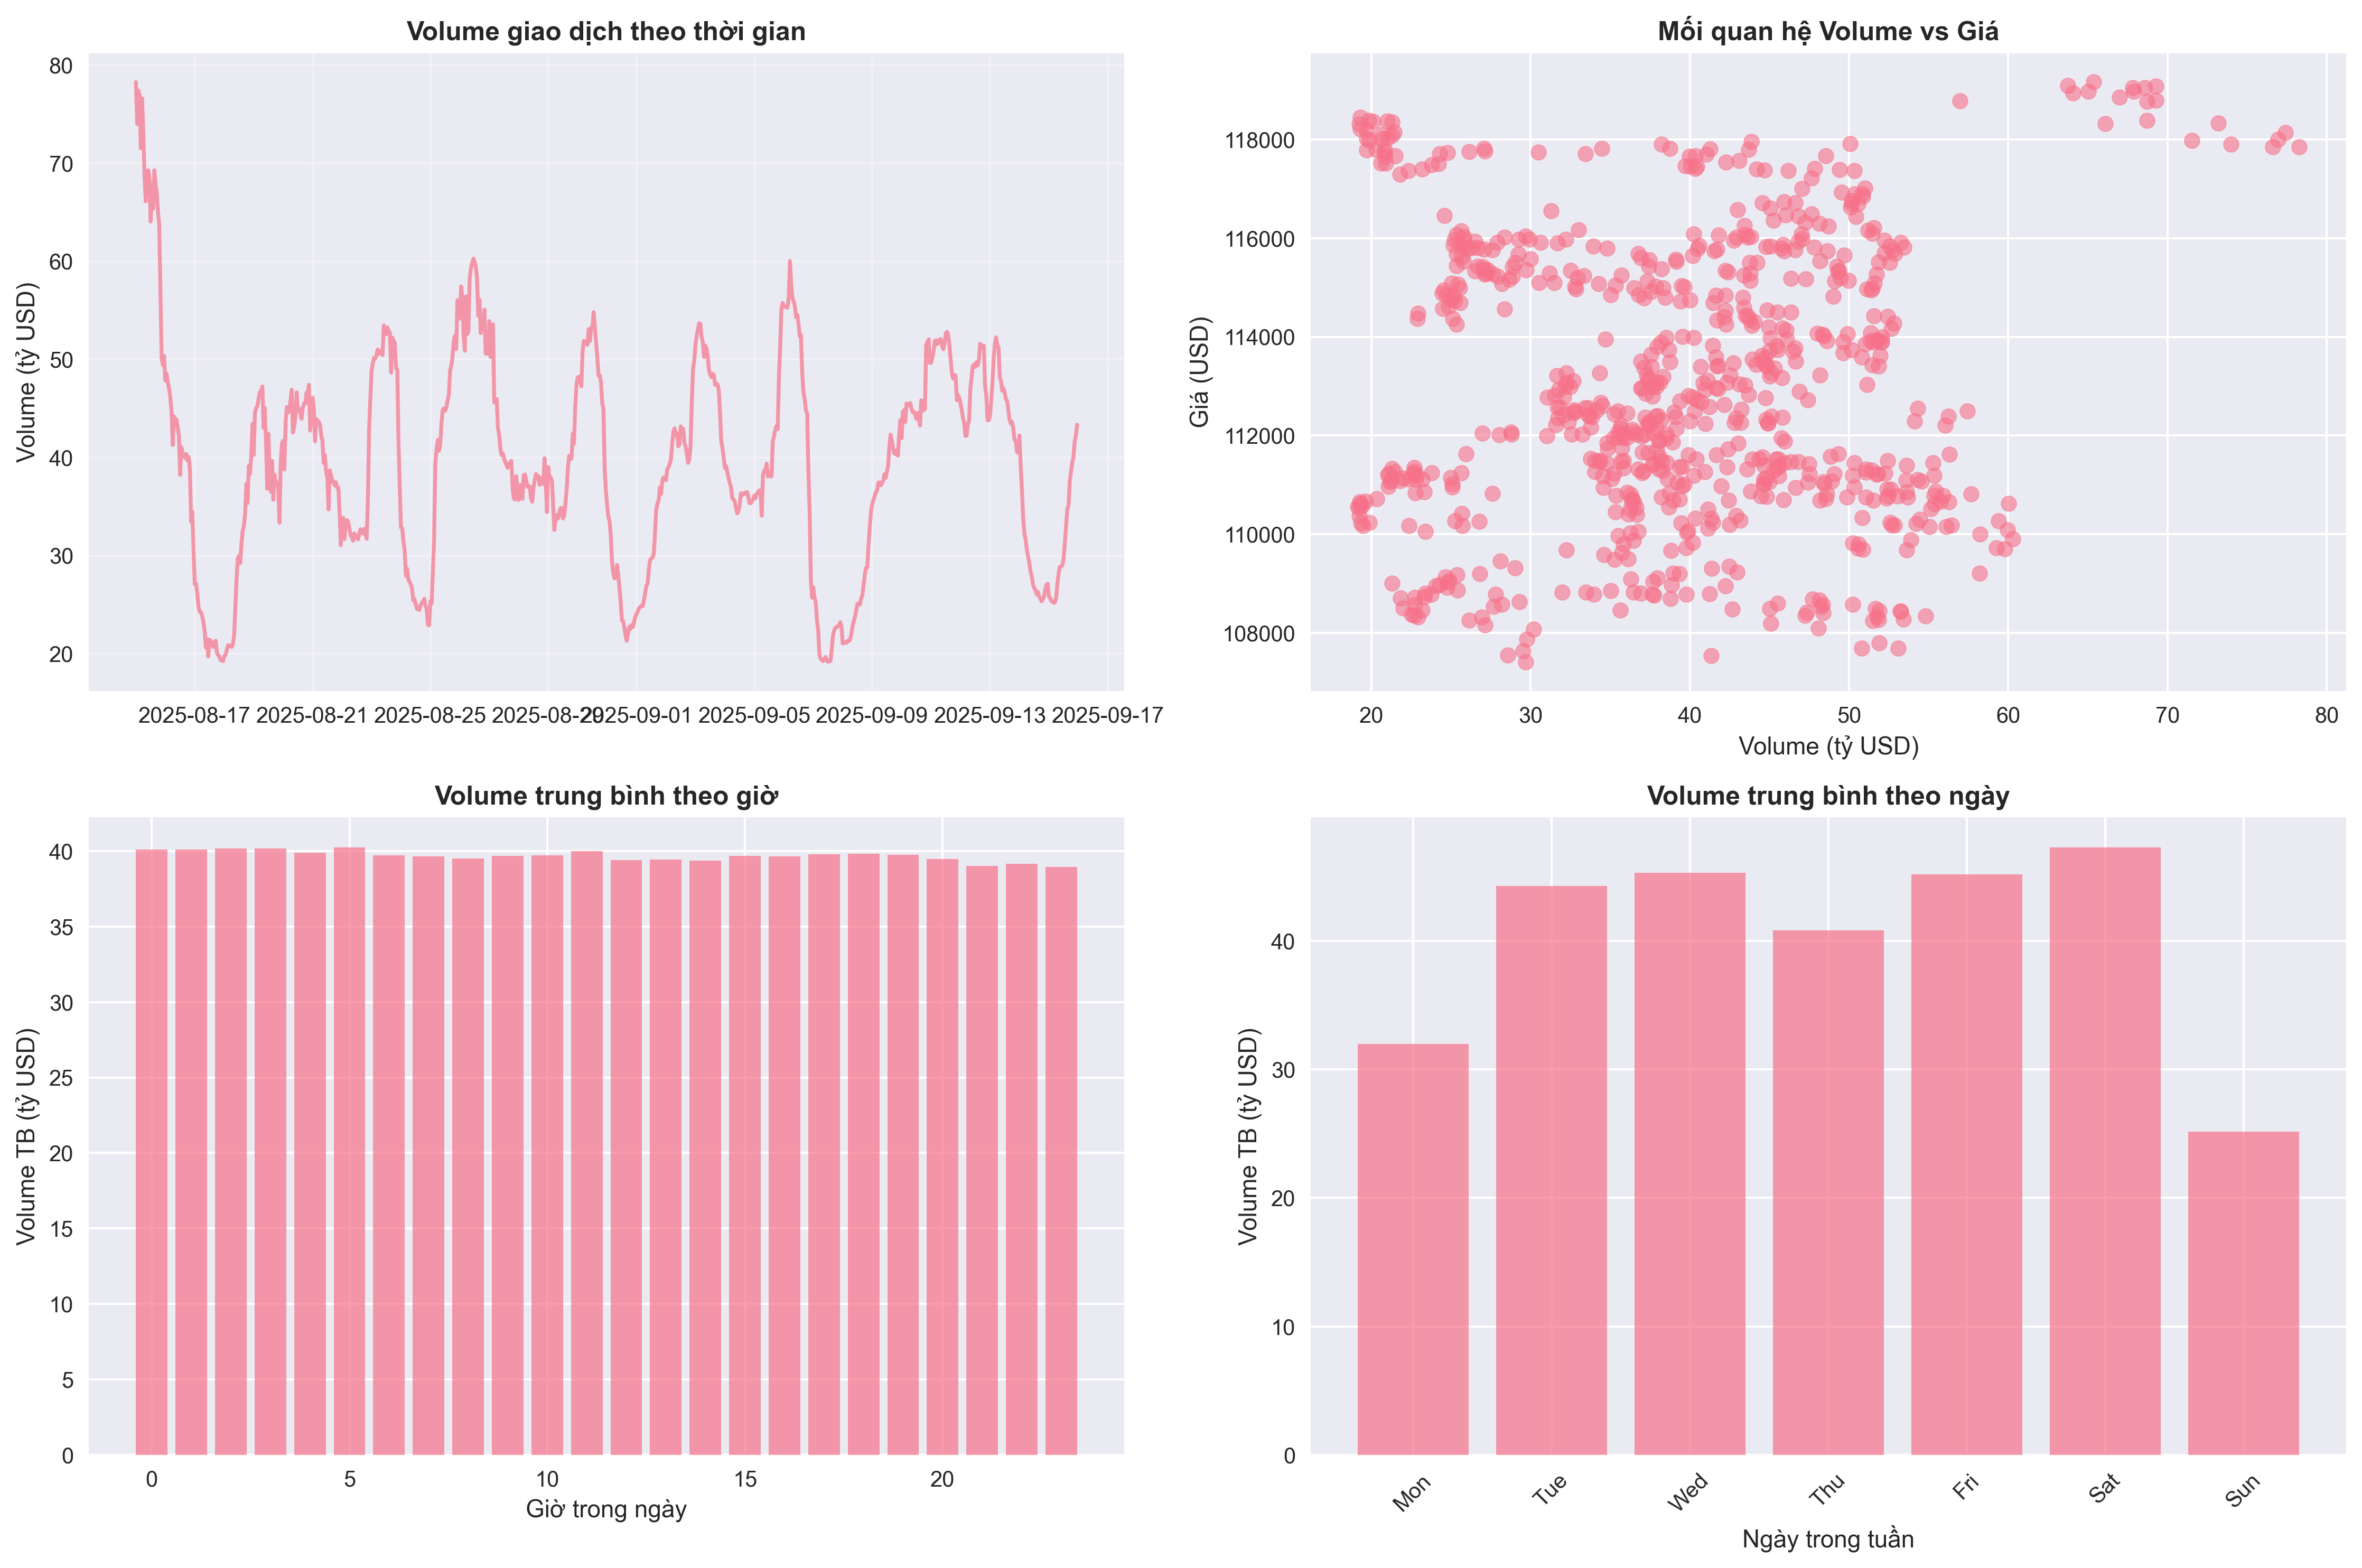 Volume giao dịch theo thời gian
Volume (tỷ USD)
80
70
60
50
40
30
20
2025-08-17 2025-08-21 2025-08-25 2025-08-29 2025-09-01 2025-09-05 2025-09-09 2025-09-13 2025-09-17
Mối quan hệ Volume vs Giá
Giá (USD)
118000
116000
114000
112000
110000
108000
20 30 40 50 60 70 80
Volume (tỷ USD)
Volume trung bình theo giờ
Volume TB (tỷ USD)
40
35
30
25
20
15
10
5
0
0 5 10 15 20
Giờ trong ngày
Volume trung bình theo ngày
Volume TB (tỷ USD)
40
30
20
10
0
Mon Tue Wed Thu Fri Sat Sun
Ngày trong tuần